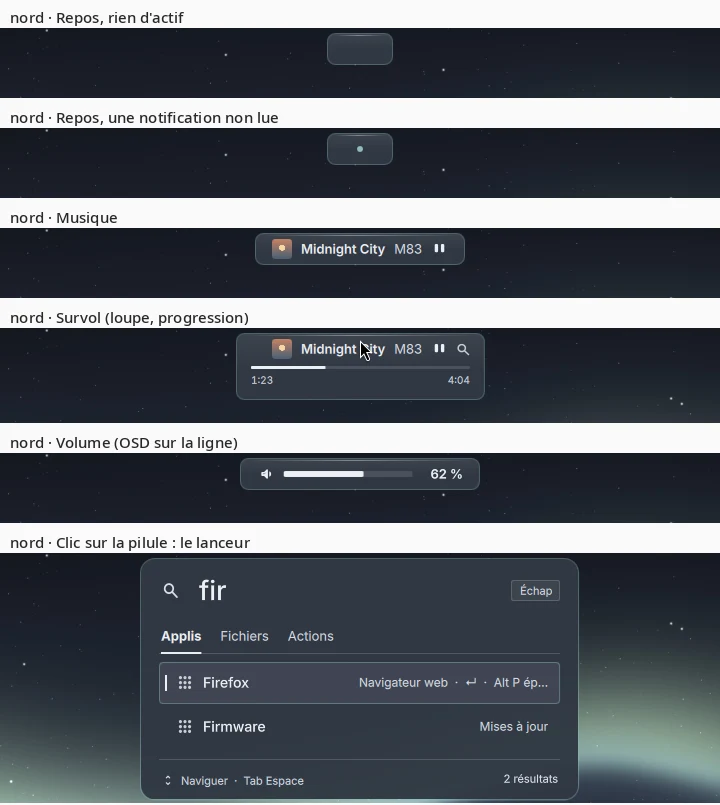 nord · Repos, rien d'actif
nord · Repos, une notification non lue
nord · Musique
Midnight City M83
nord · Survol (loupe, progression)
Midnight City M83
1:23 4:04
nord · Volume (OSD sur la ligne)
62 %
nord · Clic sur la pilule : le lanceur
fir Échap
Applis Fichiers Actions
Firefox Navigateur web · ↵ · Alt P ép...
Firmware Mises à jour
Naviguer · Tab Espace 2 résultats